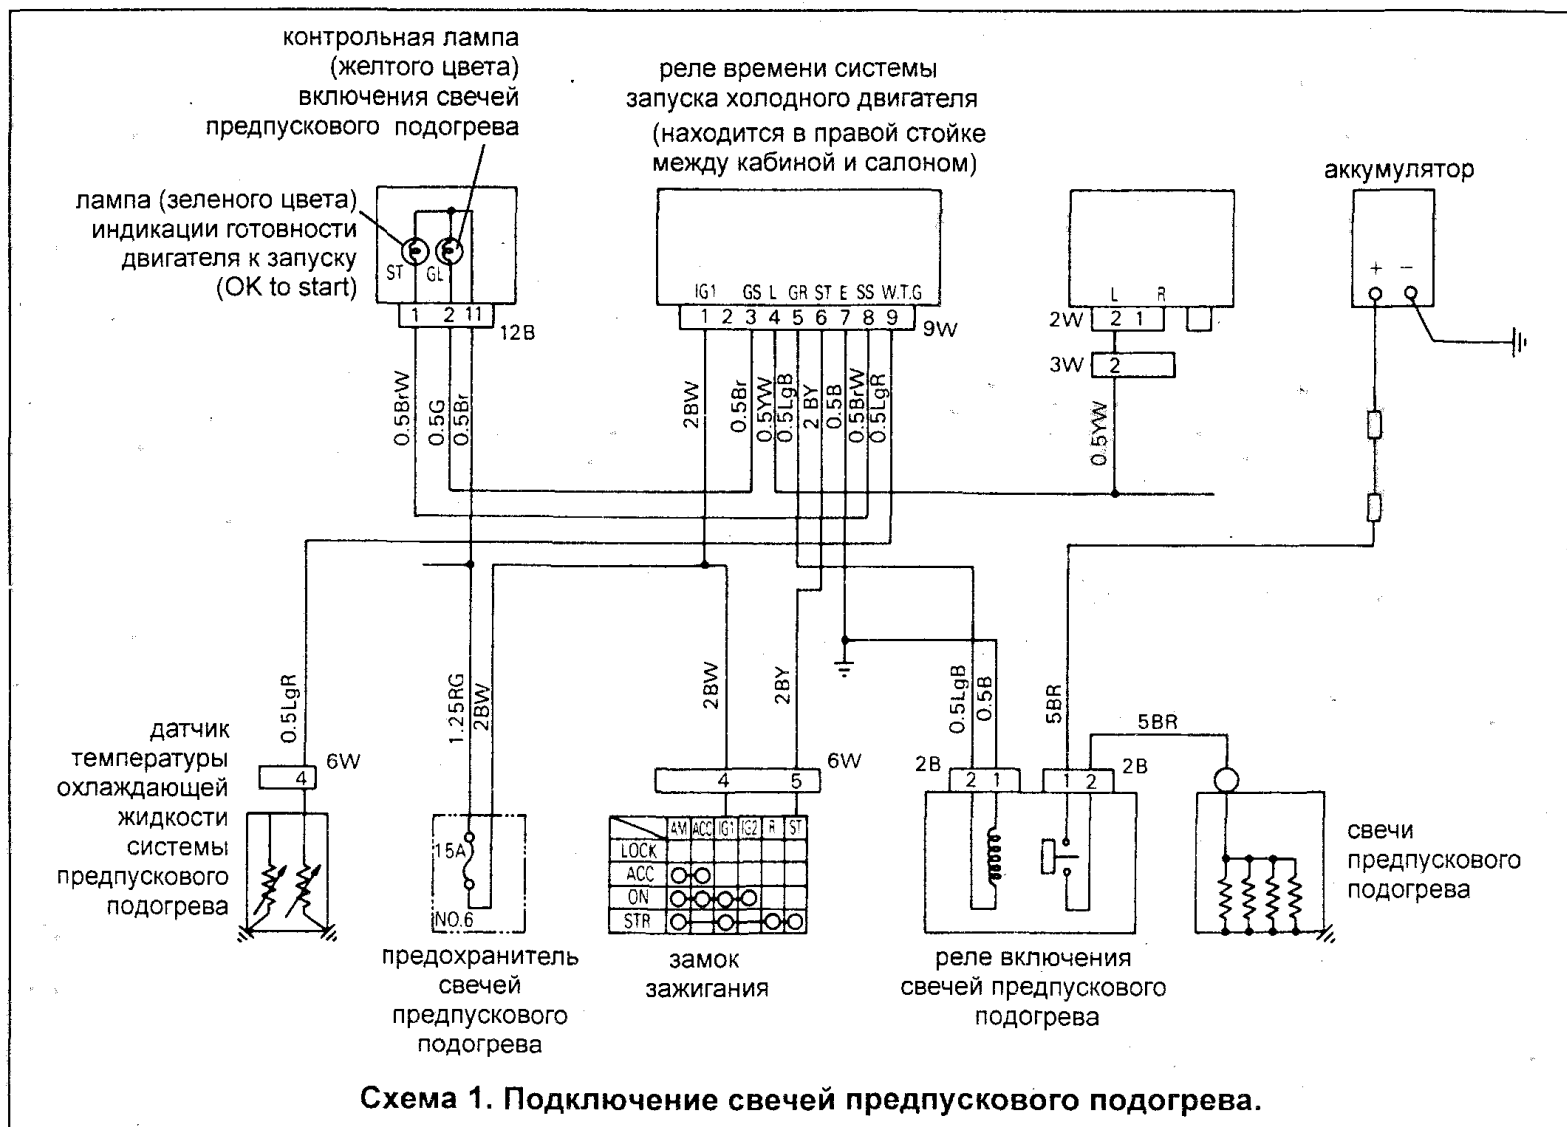 контрольная лампа
(желтого цвета)
включения свечей
предпускового подогрева
реле времени системы
запуска холодного двигателя
(находится в правой стойке
между кабиной и салоном)
аккумулятор
лампа (зеленого цвета)
индикации готовности
двигателя к запуску
(OK to start)
ST GL
1 2 11
12B
IG1 GS L GR ST E SS W.T.G
1 2 3 4 5 6 7 8 9
9W
L R
2W 2 1
3W 2
+ −
0.5BrW
0.5G
0.5Br
2BW
0.5Br
0.5YW
0.5LgB
2 BY
0.5B
0.5BrW
0.5LgR
0.5YW
0.5LgR
1.25RG
2BW
2BW
2BY
0.5LgB
0.5B
5BR
5BR
датчик
температуры
охлаждающей
жидкости
системы
предпускового
подогрева
4 6W
15A
NO.6
4 5 6W
AM ACC IG1 IG2 R ST
LOCK
ACC
ON
STR
2B 2 1
1 2 2B
свечи
предпускового
подогрева
предохранитель
свечей
предпускового
подогрева
замок
зажигания
реле включения
свечей предпускового
подогрева
Схема 1. Подключение свечей предпускового подогрева.